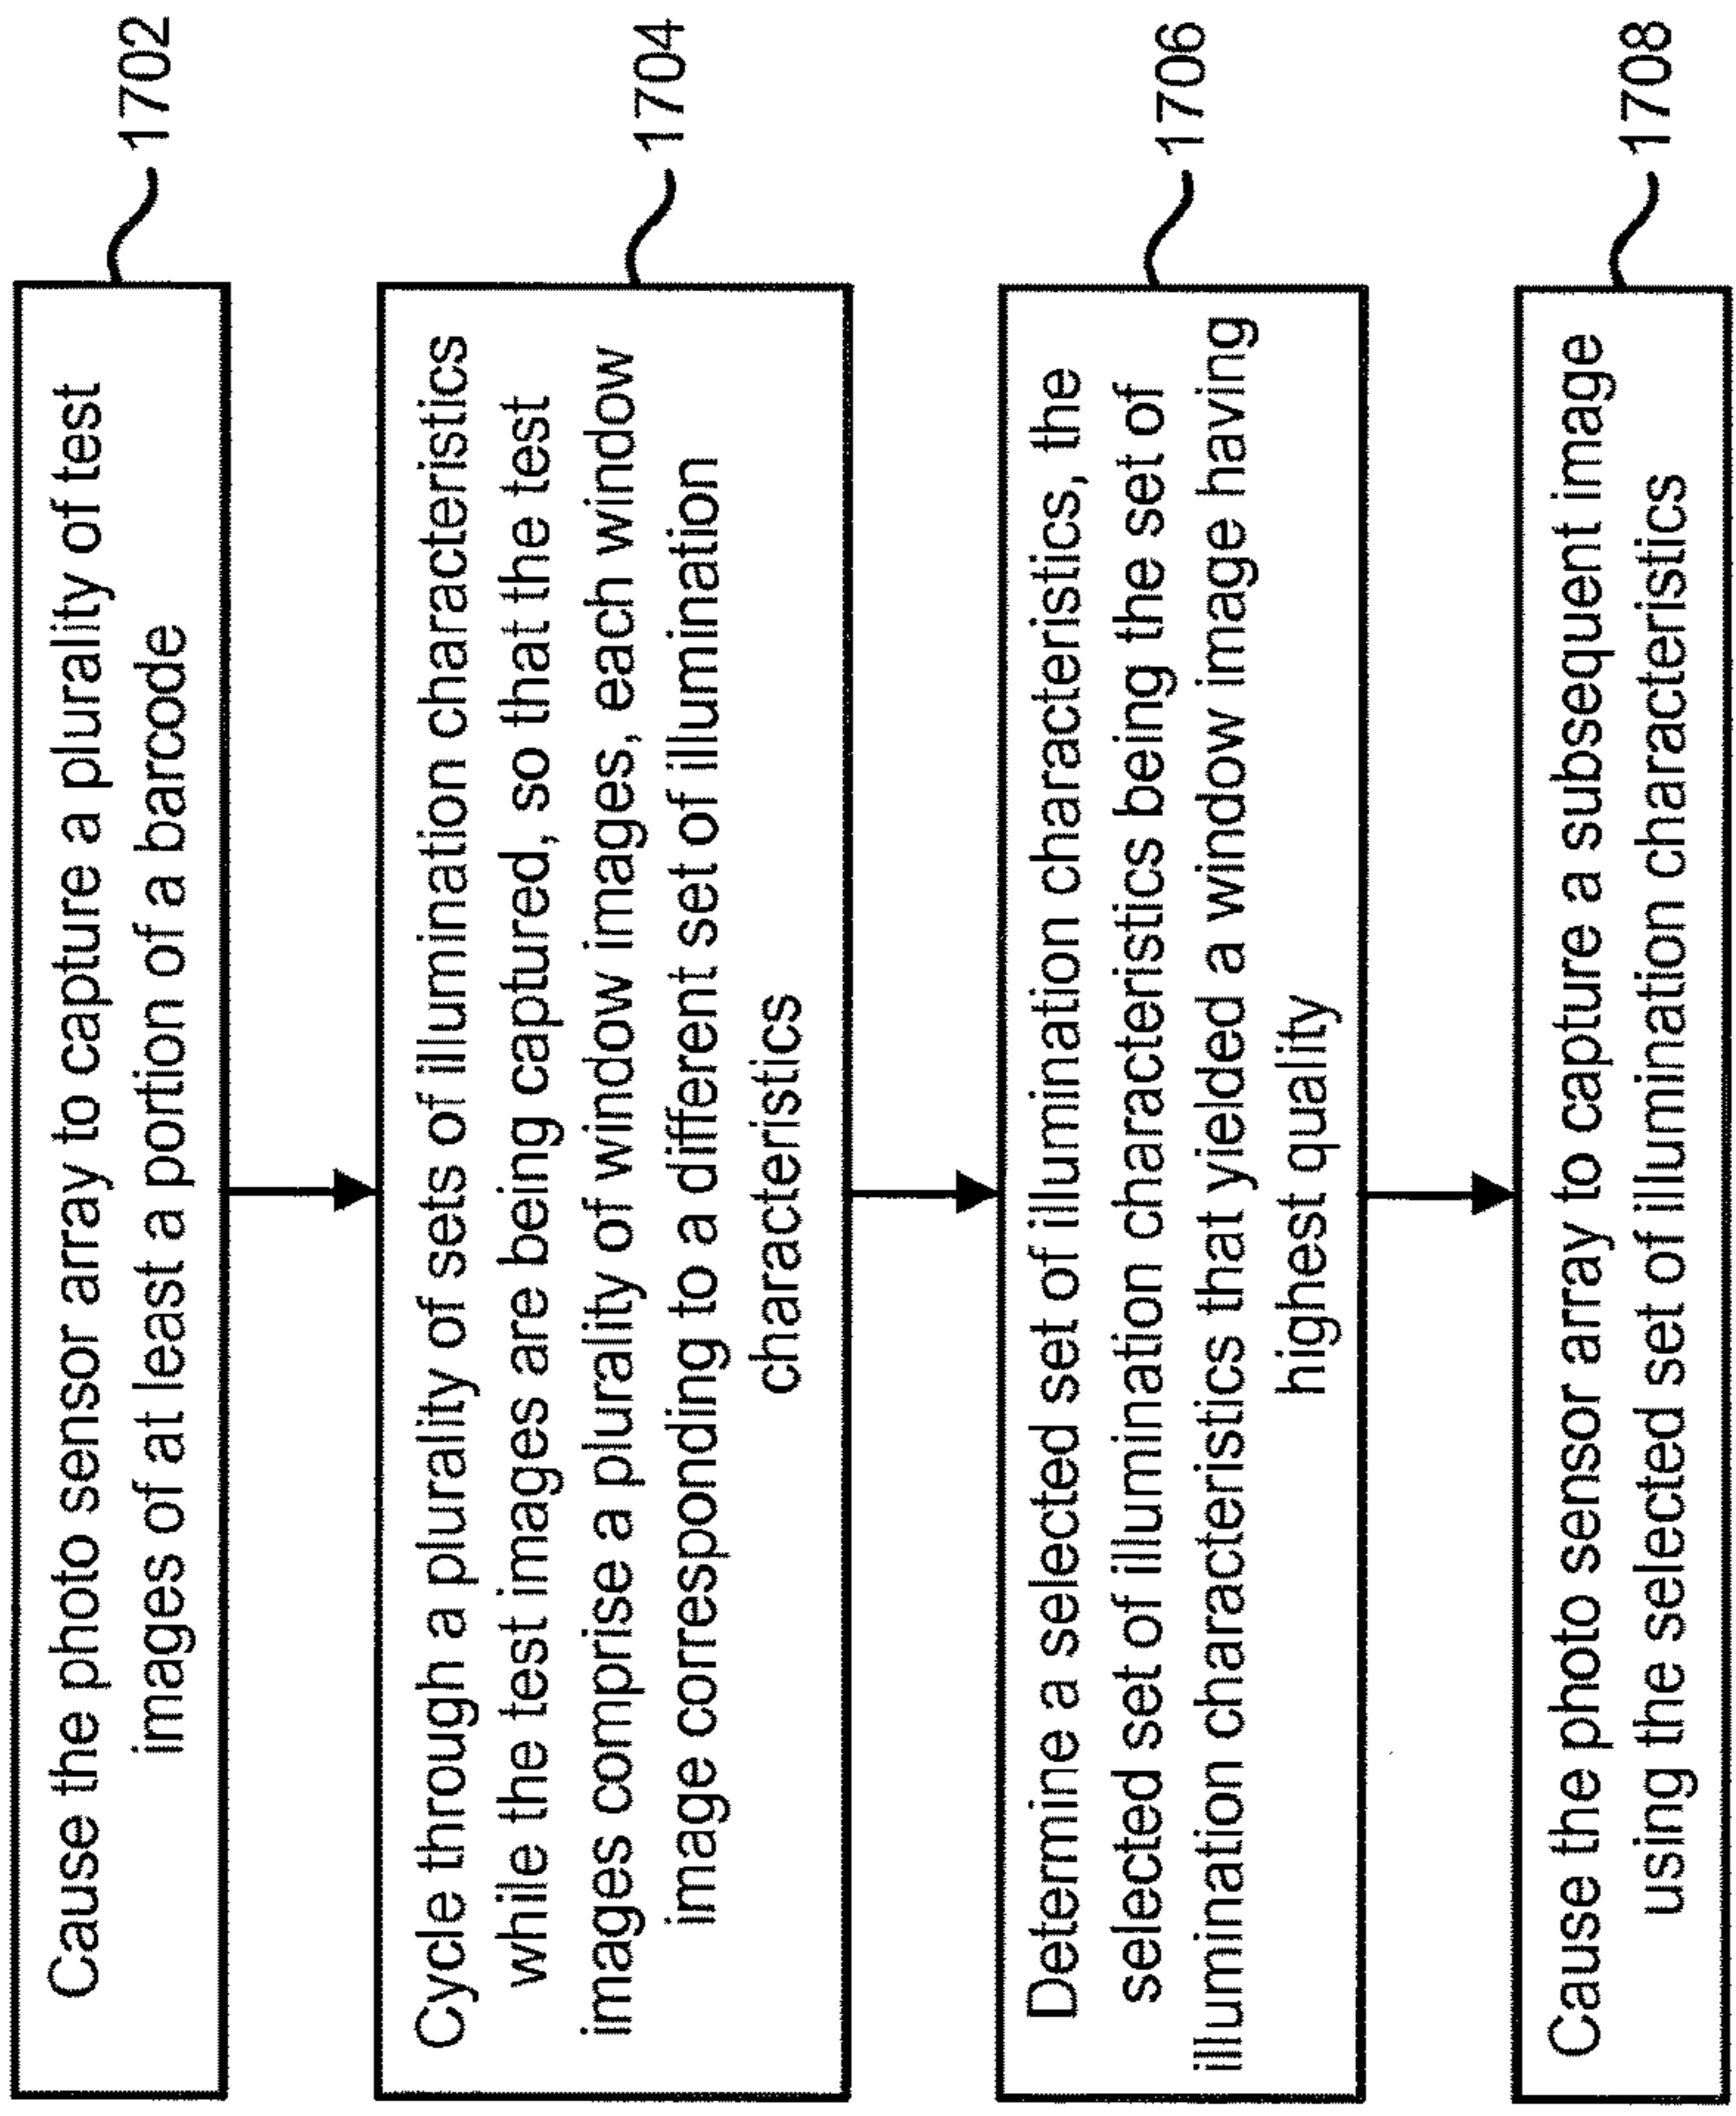 Cause the photo sensor array to capture a plurality of test
images of at least a portion of a barcode
1702
Cycle through a plurality of sets of illumination characteristics
while the test images are being captured, so that the test
images comprise a plurality of window images, each window
image corresponding to a different set of illumination
characteristics
1704
Determine a selected set of illumination characteristics, the
selected set of illumination characteristics being the set of
illumination characteristics that yielded a window image having
highest quality
1706
Cause the photo sensor array to capture a subsequent image
using the selected set of illumination characteristics
1708